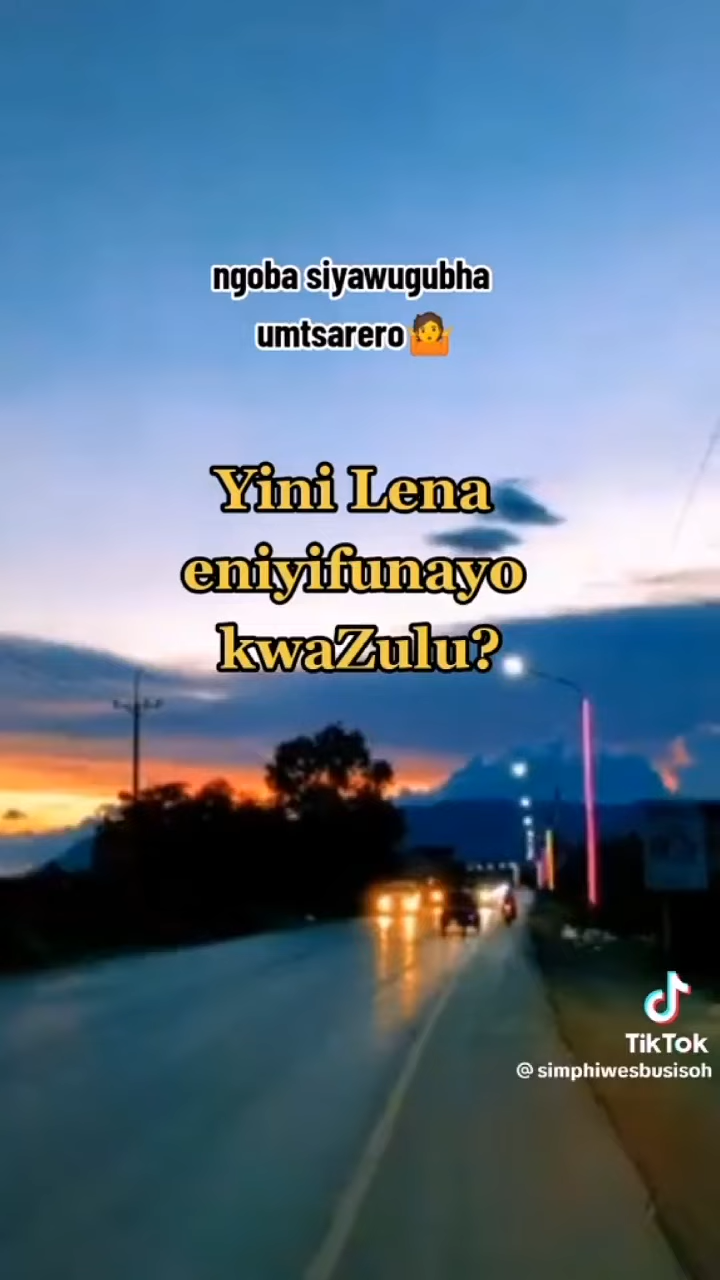 ngoba siyawugubha
umtsarero🤷
Yini Lena
eniyifunayo
kwaZulu?
TikTok
@simphiwesbusisoh